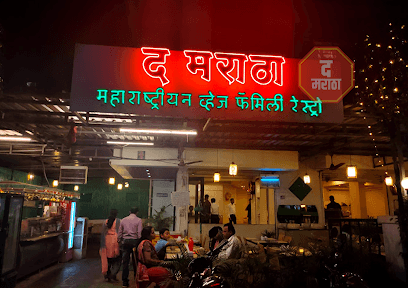 द मराठा
महाराष्ट्रीयन व्हेज फॅमिली रेस्ट्रो
द
मराठा